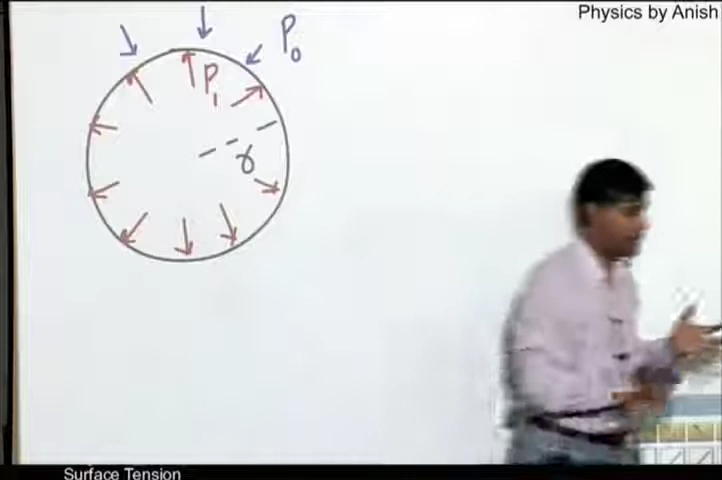 Physics by Anish
P₀
P₁
r
Surface Tension